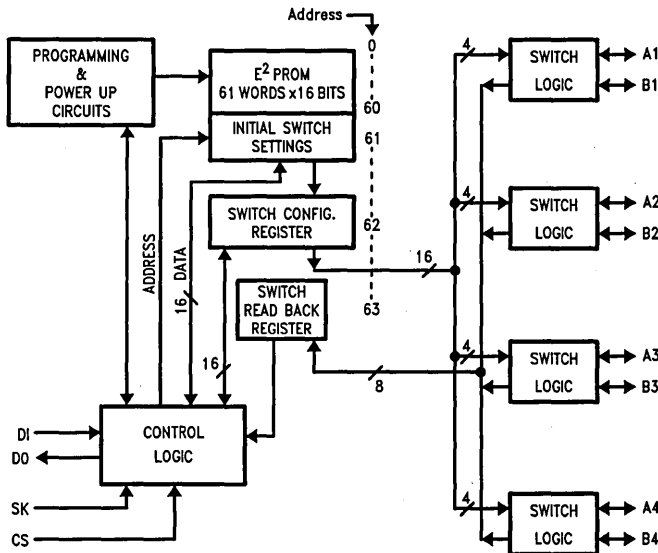 Address
0
PROGRAMMING
&
POWER UP
CIRCUITS
E² PROM
61 WORDS x16 BITS
60
INITIAL SWITCH
SETTINGS
61
SWITCH CONFIG.
REGISTER
62
ADDRESS
16 DATA
16
SWITCH
READ BACK
REGISTER
63
16
8
DI
DO
CONTROL
LOGIC
SK
CS
4
SWITCH
LOGIC
A1
B1
4
SWITCH
LOGIC
A2
B2
4
SWITCH
LOGIC
A3
B3
4
SWITCH
LOGIC
A4
B4